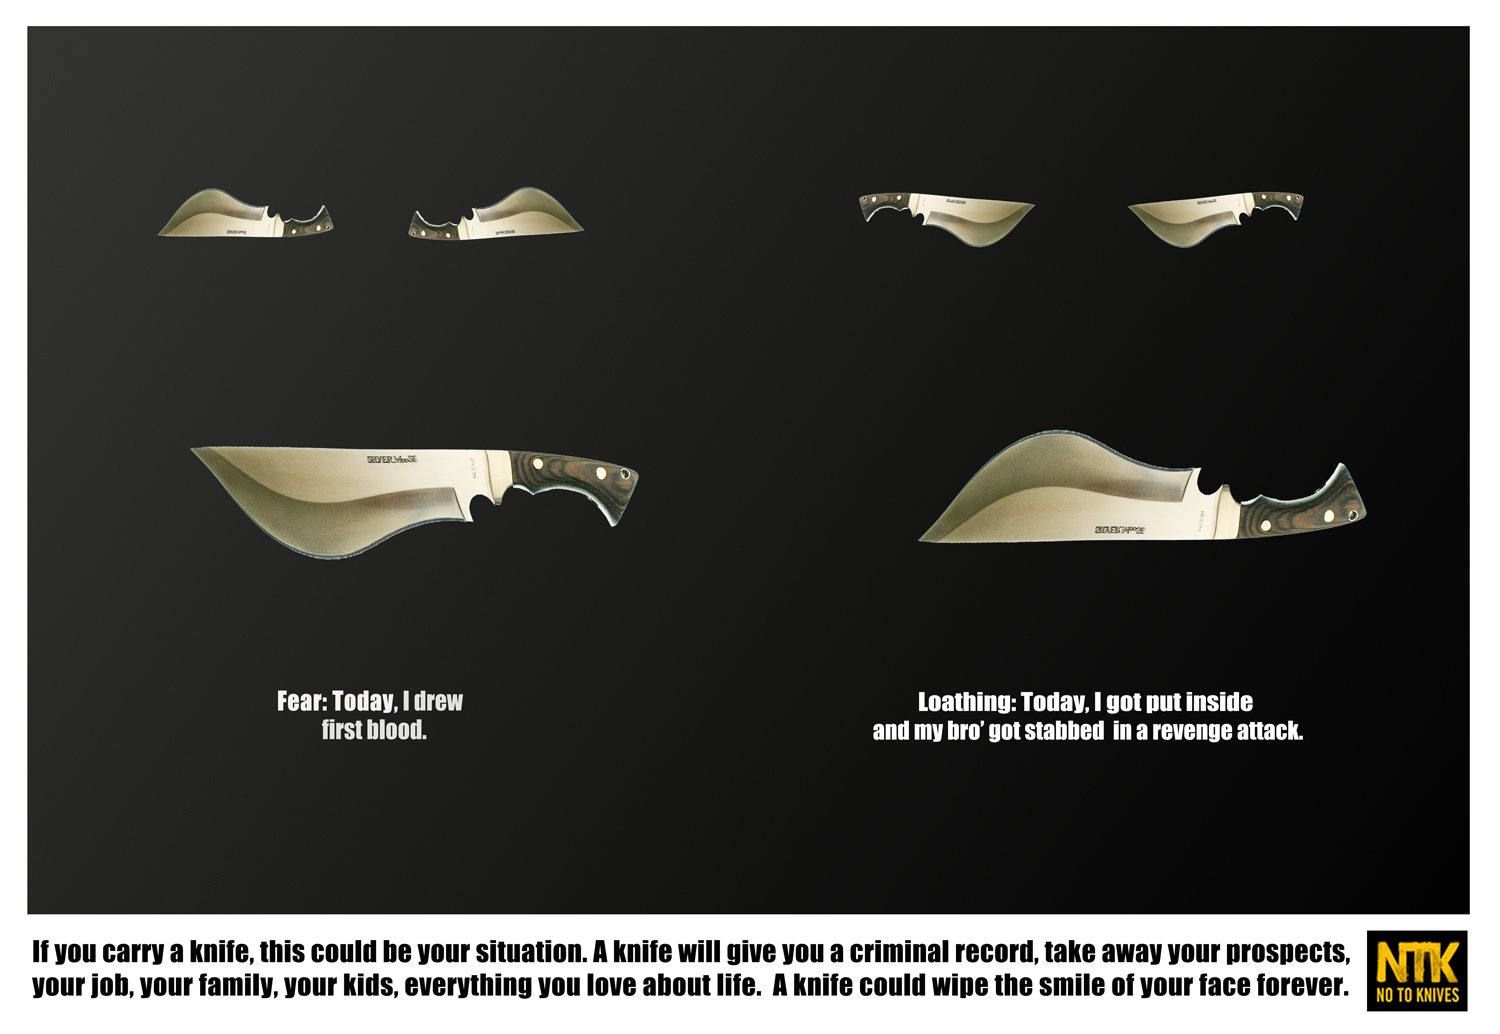 SILVER MOOSE
SILVER MOOSE
Fear: Today, I drew
first blood.
Loathing: Today, I got put inside
and my bro’ got stabbed  in a revenge attack.
If you carry a knife, this could be your situation. A knife will give you a criminal record, take away your prospects,
your job, your family, your kids, everything you love about life.  A knife could wipe the smile of your face forever.
NTK
NO TO KNIVES